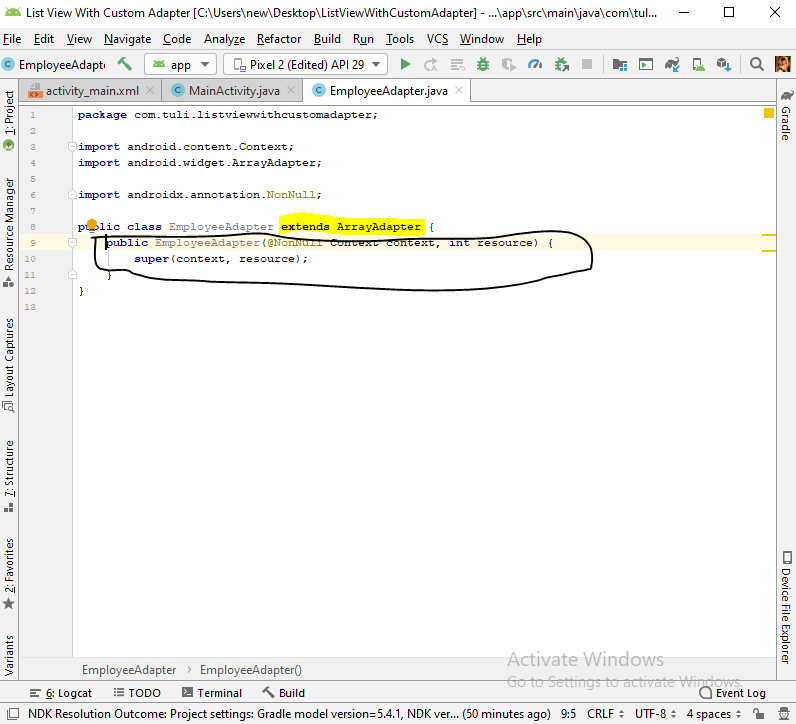 List View With Custom Adapter [C:\Users\new\Desktop\ListViewWithCustomAdapter] - ...\app\src\main\java\com\tul...
File Edit View Navigate Code Analyze Refactor Build Run Tools VCS Window Help
EmployeeAdapte app Pixel 2 (Edited) API 29
activity_main.xml MainActivity.java EmployeeAdapter.java
1: Project
Resource Manager
Layout Captures
7: Structure
2: Favorites
Variants
1 package com.tuli.listviewwithcustomadapter;
2
3 import android.content.Context;
4 import android.widget.ArrayAdapter;
5
6 import androidx.annotation.NonNull;
7
8 public class EmployeeAdapter extends ArrayAdapter {
9 public EmployeeAdapter(@NonNull Context context, int resource) {
10 super(context, resource);
11 }
12 }
13
Gradle
Device File Explorer
EmployeeAdapter › EmployeeAdapter()
Activate Windows
Go to Settings to activate Windows.
6: Logcat TODO Terminal Build Event Log
NDK Resolution Outcome: Project settings: Gradle model version=5.4.1, NDK ver... (50 minutes ago) 9:5 CRLF UTF-8 4 spaces